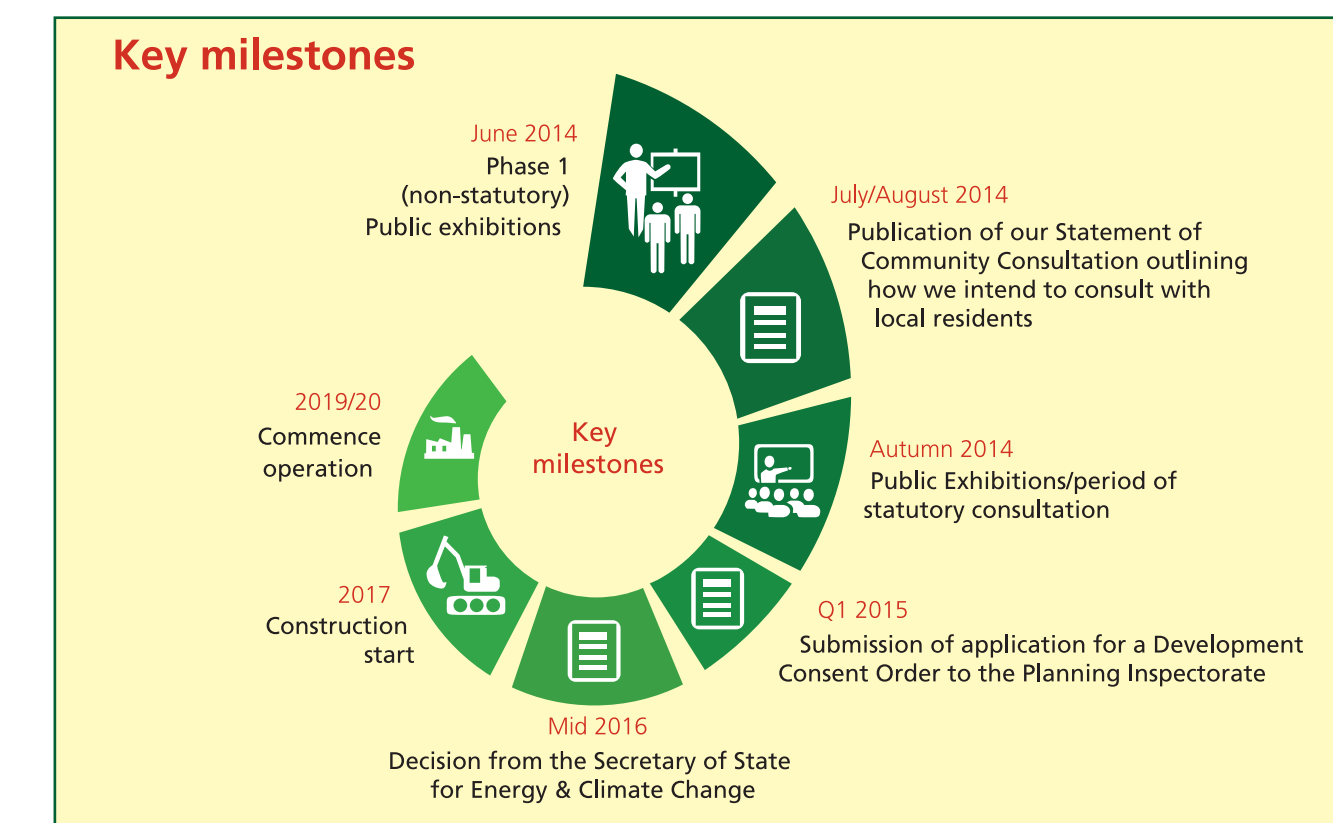 Key milestones
June 2014
Phase 1
(non-statutory)
Public exhibitions
July/August 2014
Publication of our Statement of
Community Consultation outlining
how we intend to consult with
local residents
Autumn 2014
Public Exhibitions/period of
statutory consultation
Q1 2015
Submission of application for a Development
Consent Order to the Planning Inspectorate
Mid 2016
Decision from the Secretary of State
for Energy & Climate Change
2017
Construction
start
2019/20
Commence
operation
Key
milestones